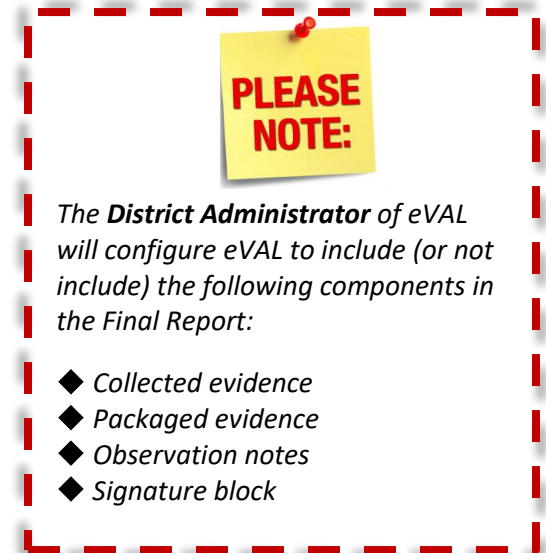 PLEASE
NOTE:
The District Administrator of eVAL
will configure eVAL to include (or not
include) the following components in
the Final Report:
◆ Collected evidence
◆ Packaged evidence
◆ Observation notes
◆ Signature block